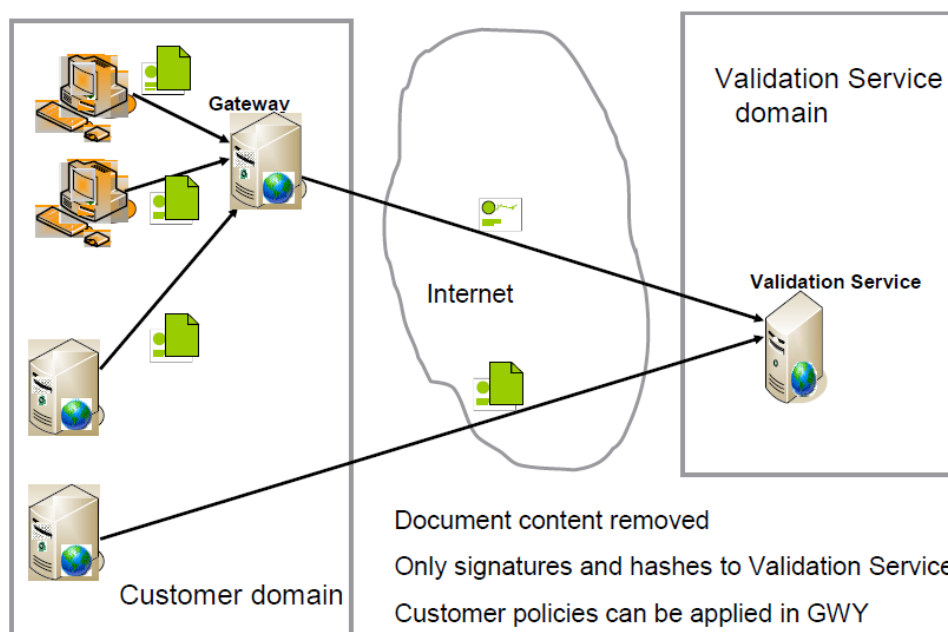 Gateway
Validation Service
domain
Internet
Validation Service
Document content removed
Only signatures and hashes to Validation Service
Customer domain
Customer policies can be applied in GWY